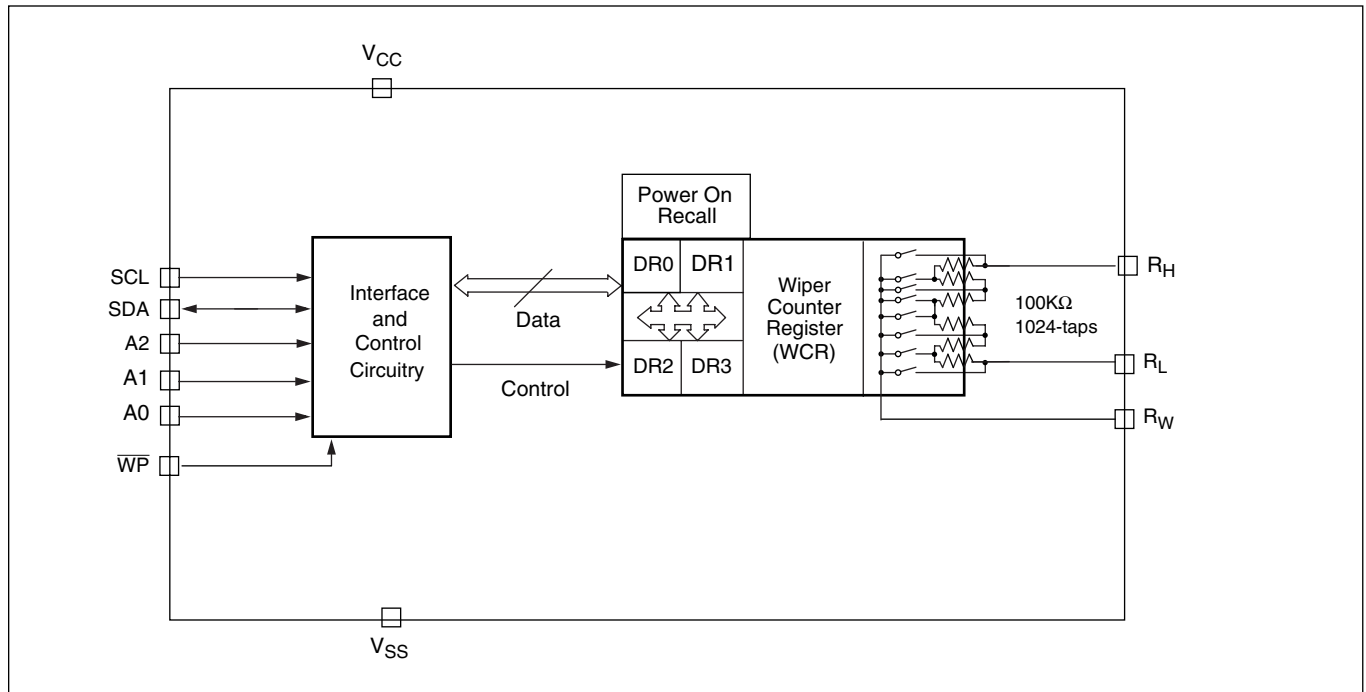 VCC
Power On
Recall
SCL
SDA
A2
A1
A0
WP
Interface
and
Control
Circuitry
Data
Control
DR0
DR1
DR2
DR3
Wiper
Counter
Register
(WCR)
100KΩ
1024-taps
RH
RL
RW
VSS